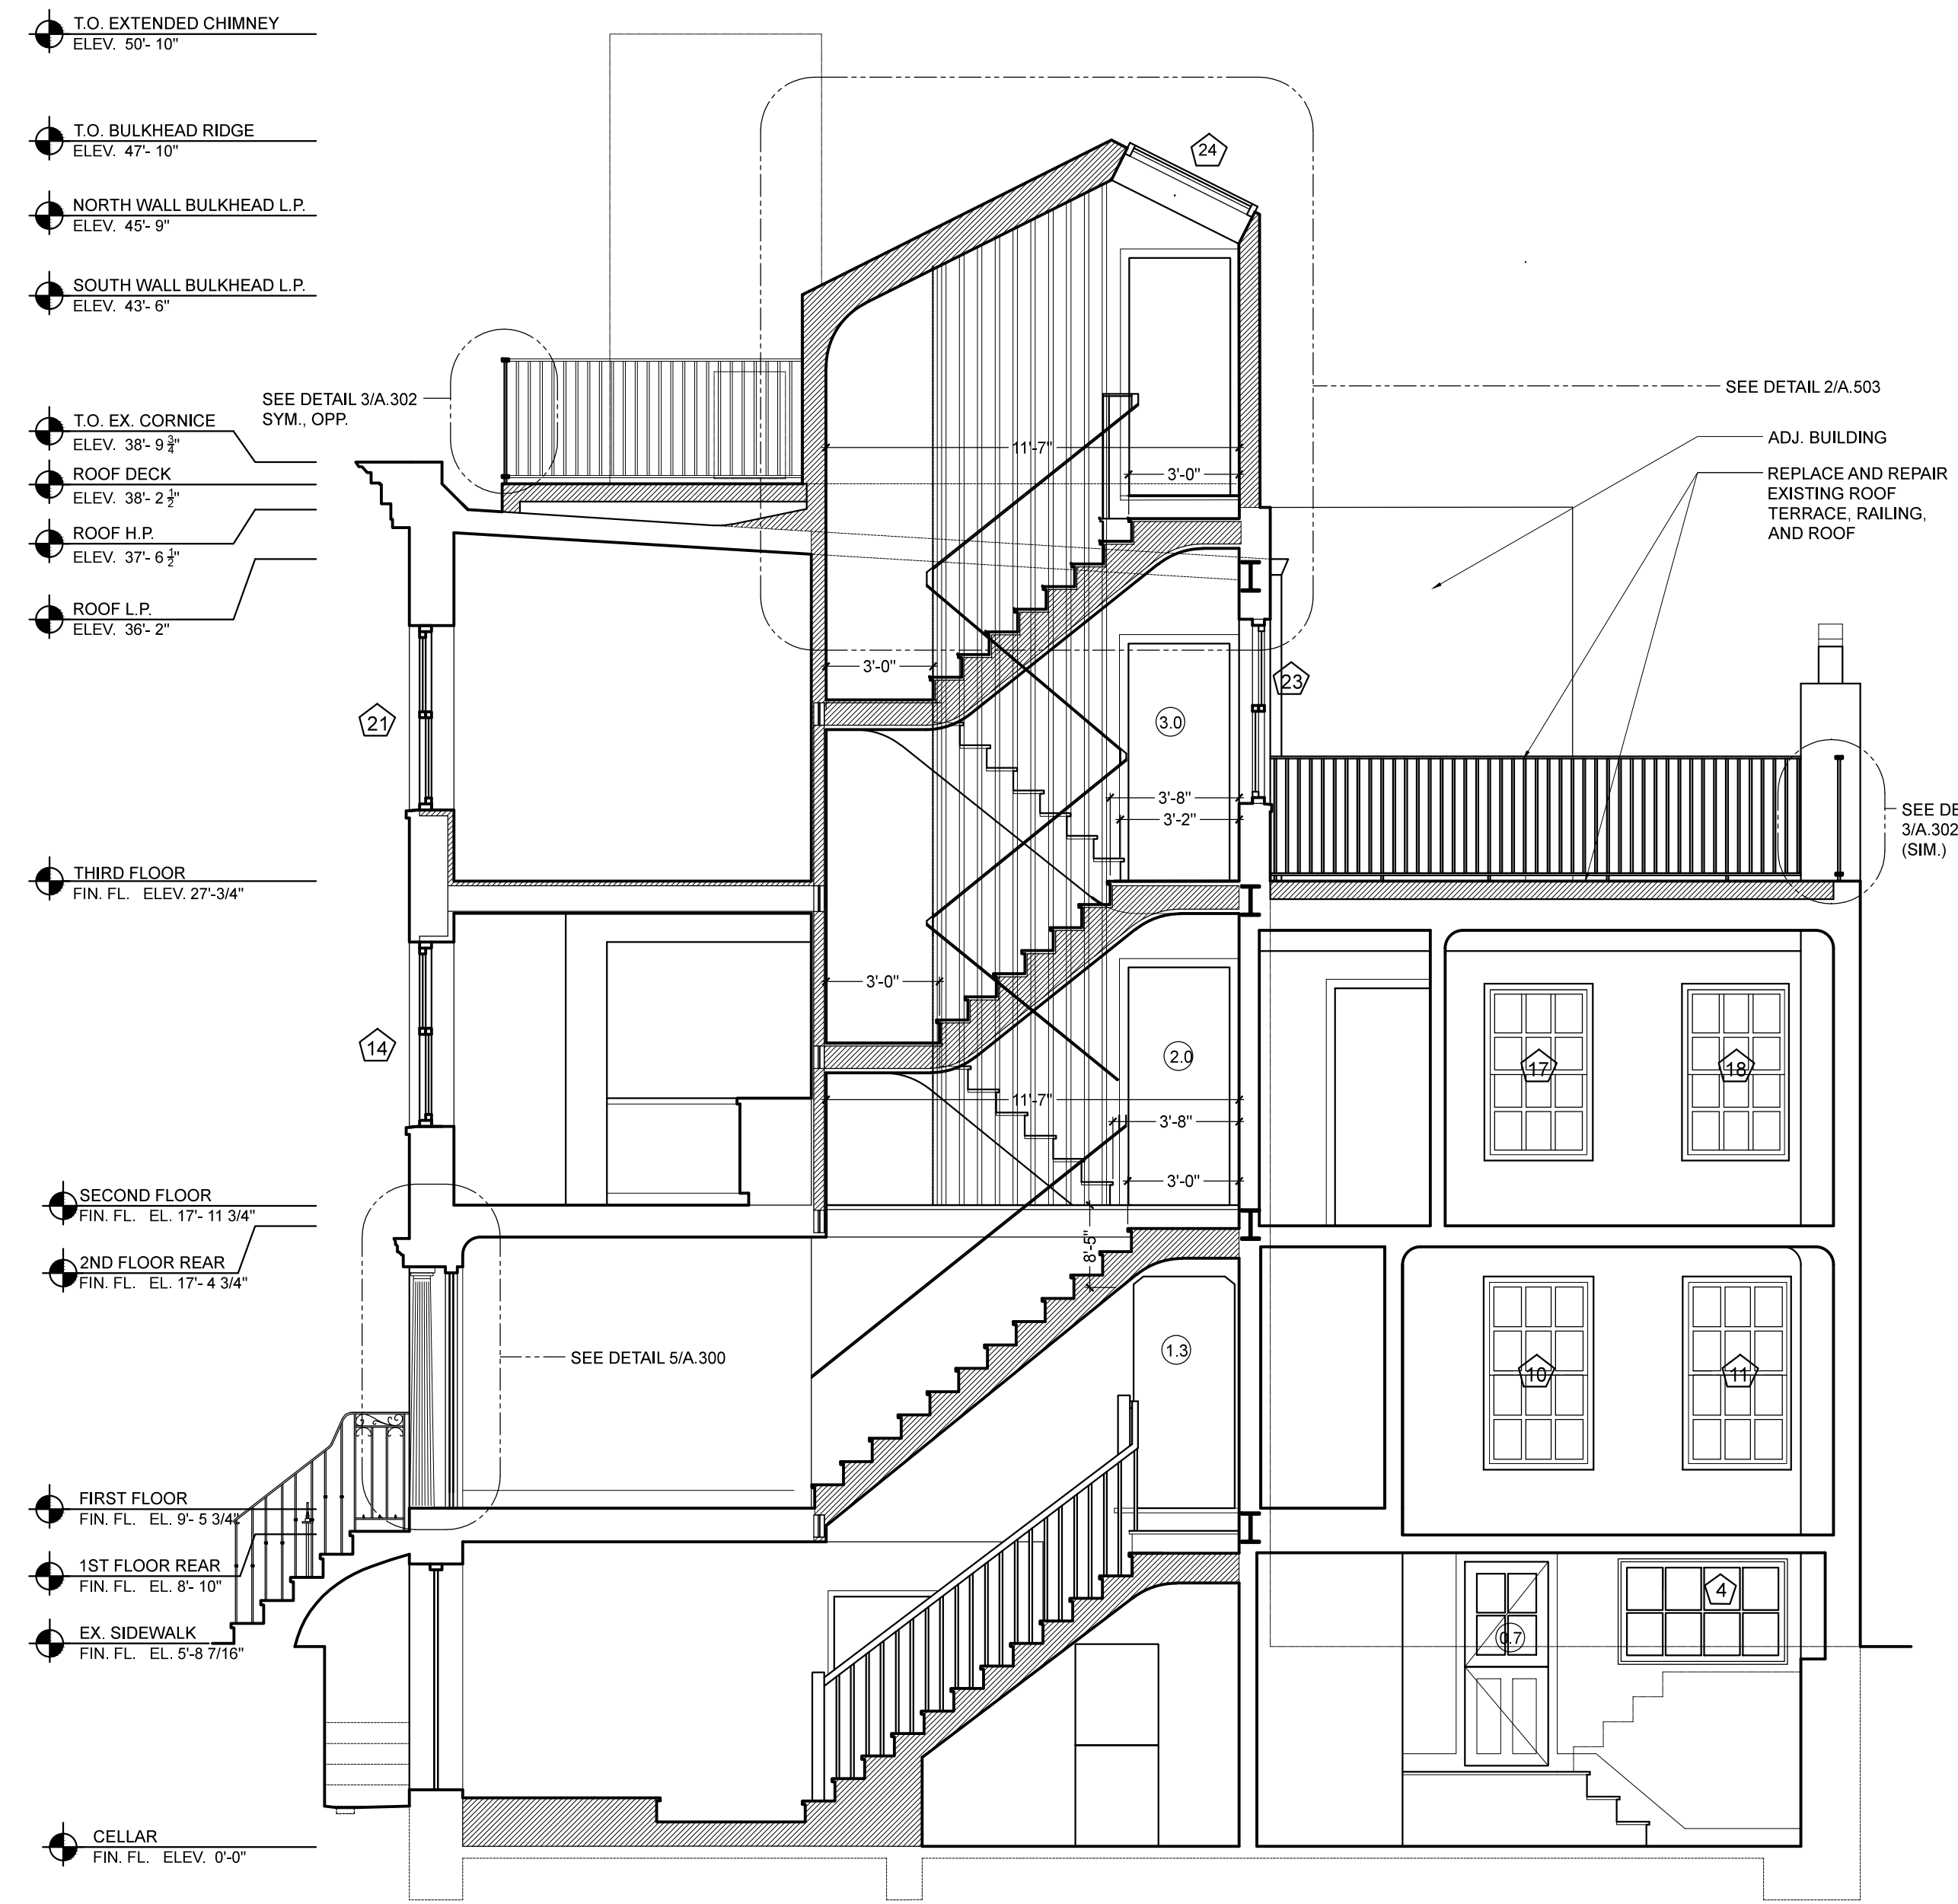 T.O. EXTENDED CHIMNEY
ELEV. 50'- 10"
T.O. BULKHEAD RIDGE
ELEV. 47'- 10"
NORTH WALL BULKHEAD L.P.
ELEV. 45'- 9"
SOUTH WALL BULKHEAD L.P.
ELEV. 43'- 6"
T.O. EX. CORNICE
ELEV. 38'- 9 3/4"
ROOF DECK
ELEV. 38'- 2 1/2"
ROOF H.P.
ELEV. 37'- 6 1/2"
ROOF L.P.
ELEV. 36'- 2"
THIRD FLOOR
FIN. FL. ELEV. 27'-3/4"
SECOND FLOOR
FIN. FL. EL. 17'- 11 3/4"
2ND FLOOR REAR
FIN. FL. EL. 17'- 4 3/4"
FIRST FLOOR
FIN. FL. EL. 9'- 5 3/4"
1ST FLOOR REAR
FIN. FL. EL. 8'- 10"
EX. SIDEWALK
FIN. FL. EL. 5'-8 7/16"
CELLAR
FIN. FL. ELEV. 0'-0"
24
SEE DETAIL 3/A.302
SYM., OPP.
SEE DETAIL 2/A.503
ADJ. BUILDING
REPLACE AND REPAIR
EXISTING ROOF
TERRACE, RAILING,
AND ROOF
11'-7"
3'-0"
3'-0"
23
21
3.0
3'-8"
3'-2"
SEE DE
3/A.302
(SIM.)
3'-0"
14
2.0
17
18
11'-7"
3'-8"
3'-0"
8'-5"
SEE DETAIL 5/A.300
1.3
10
11
4
0.7